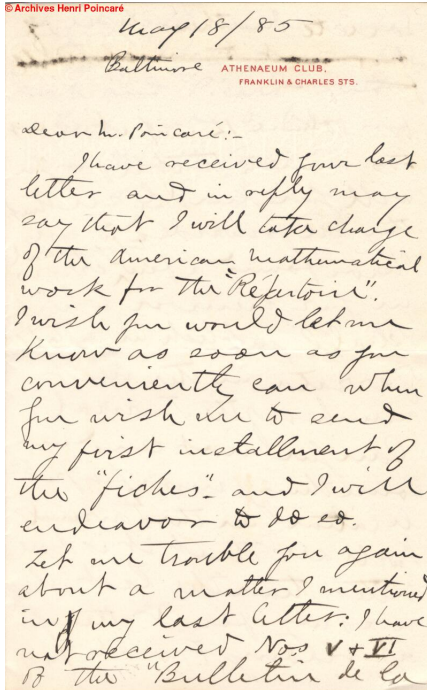 © Archives Henri Poincaré
May 18/85
Baltimore ATHENAEUM CLUB,
FRANKLIN & CHARLES STS.
Dear Mr. Poincaré:-
I have received your last
letter and in reply may
say that I will take charge
of the American mathematical
work for the "Répertoire".
I wish you would let me
know as soon as you
conveniently can when
you wish me to send
my first installment of
the "fiches" and I will
endeavor to do so.
Let me trouble you again
about a matter I mentioned
in my last letter: I have
not received Nos V & VI
of the "Bulletin de la